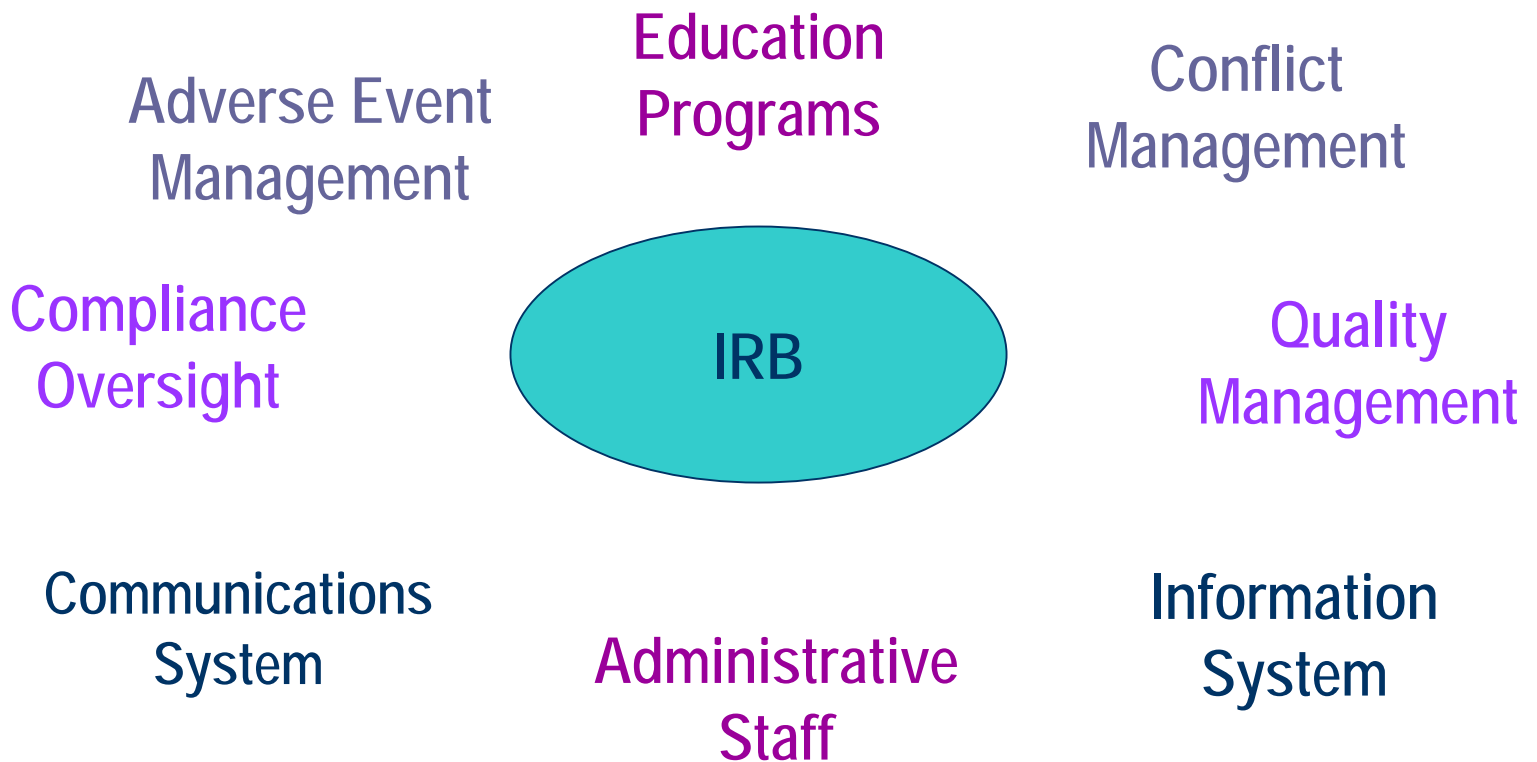 Education
Programs
Conflict
Management
Adverse Event
Management
Compliance
Oversight
IRB
Quality
Management
Communications
System
Administrative
Staff
Information
System